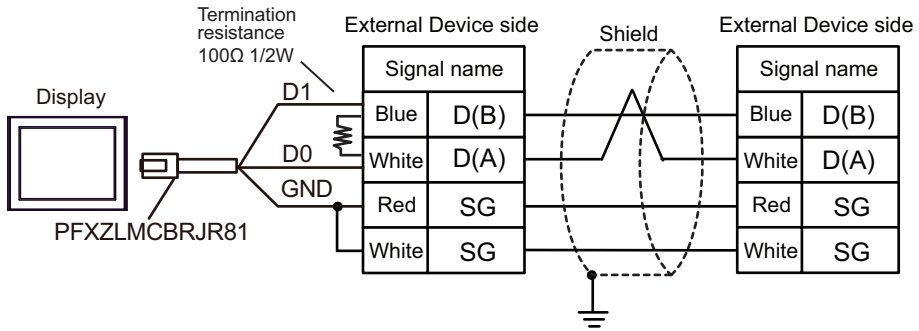 Termination
resistance
100Ω 1/2W
External Device side
Shield
External Device side
Display
D1
D0
GND
PFXZLMCBRJR81
Signal name
Blue D(B)
White D(A)
Red SG
White SG
Signal name
Blue D(B)
White D(A)
Red SG
White SG